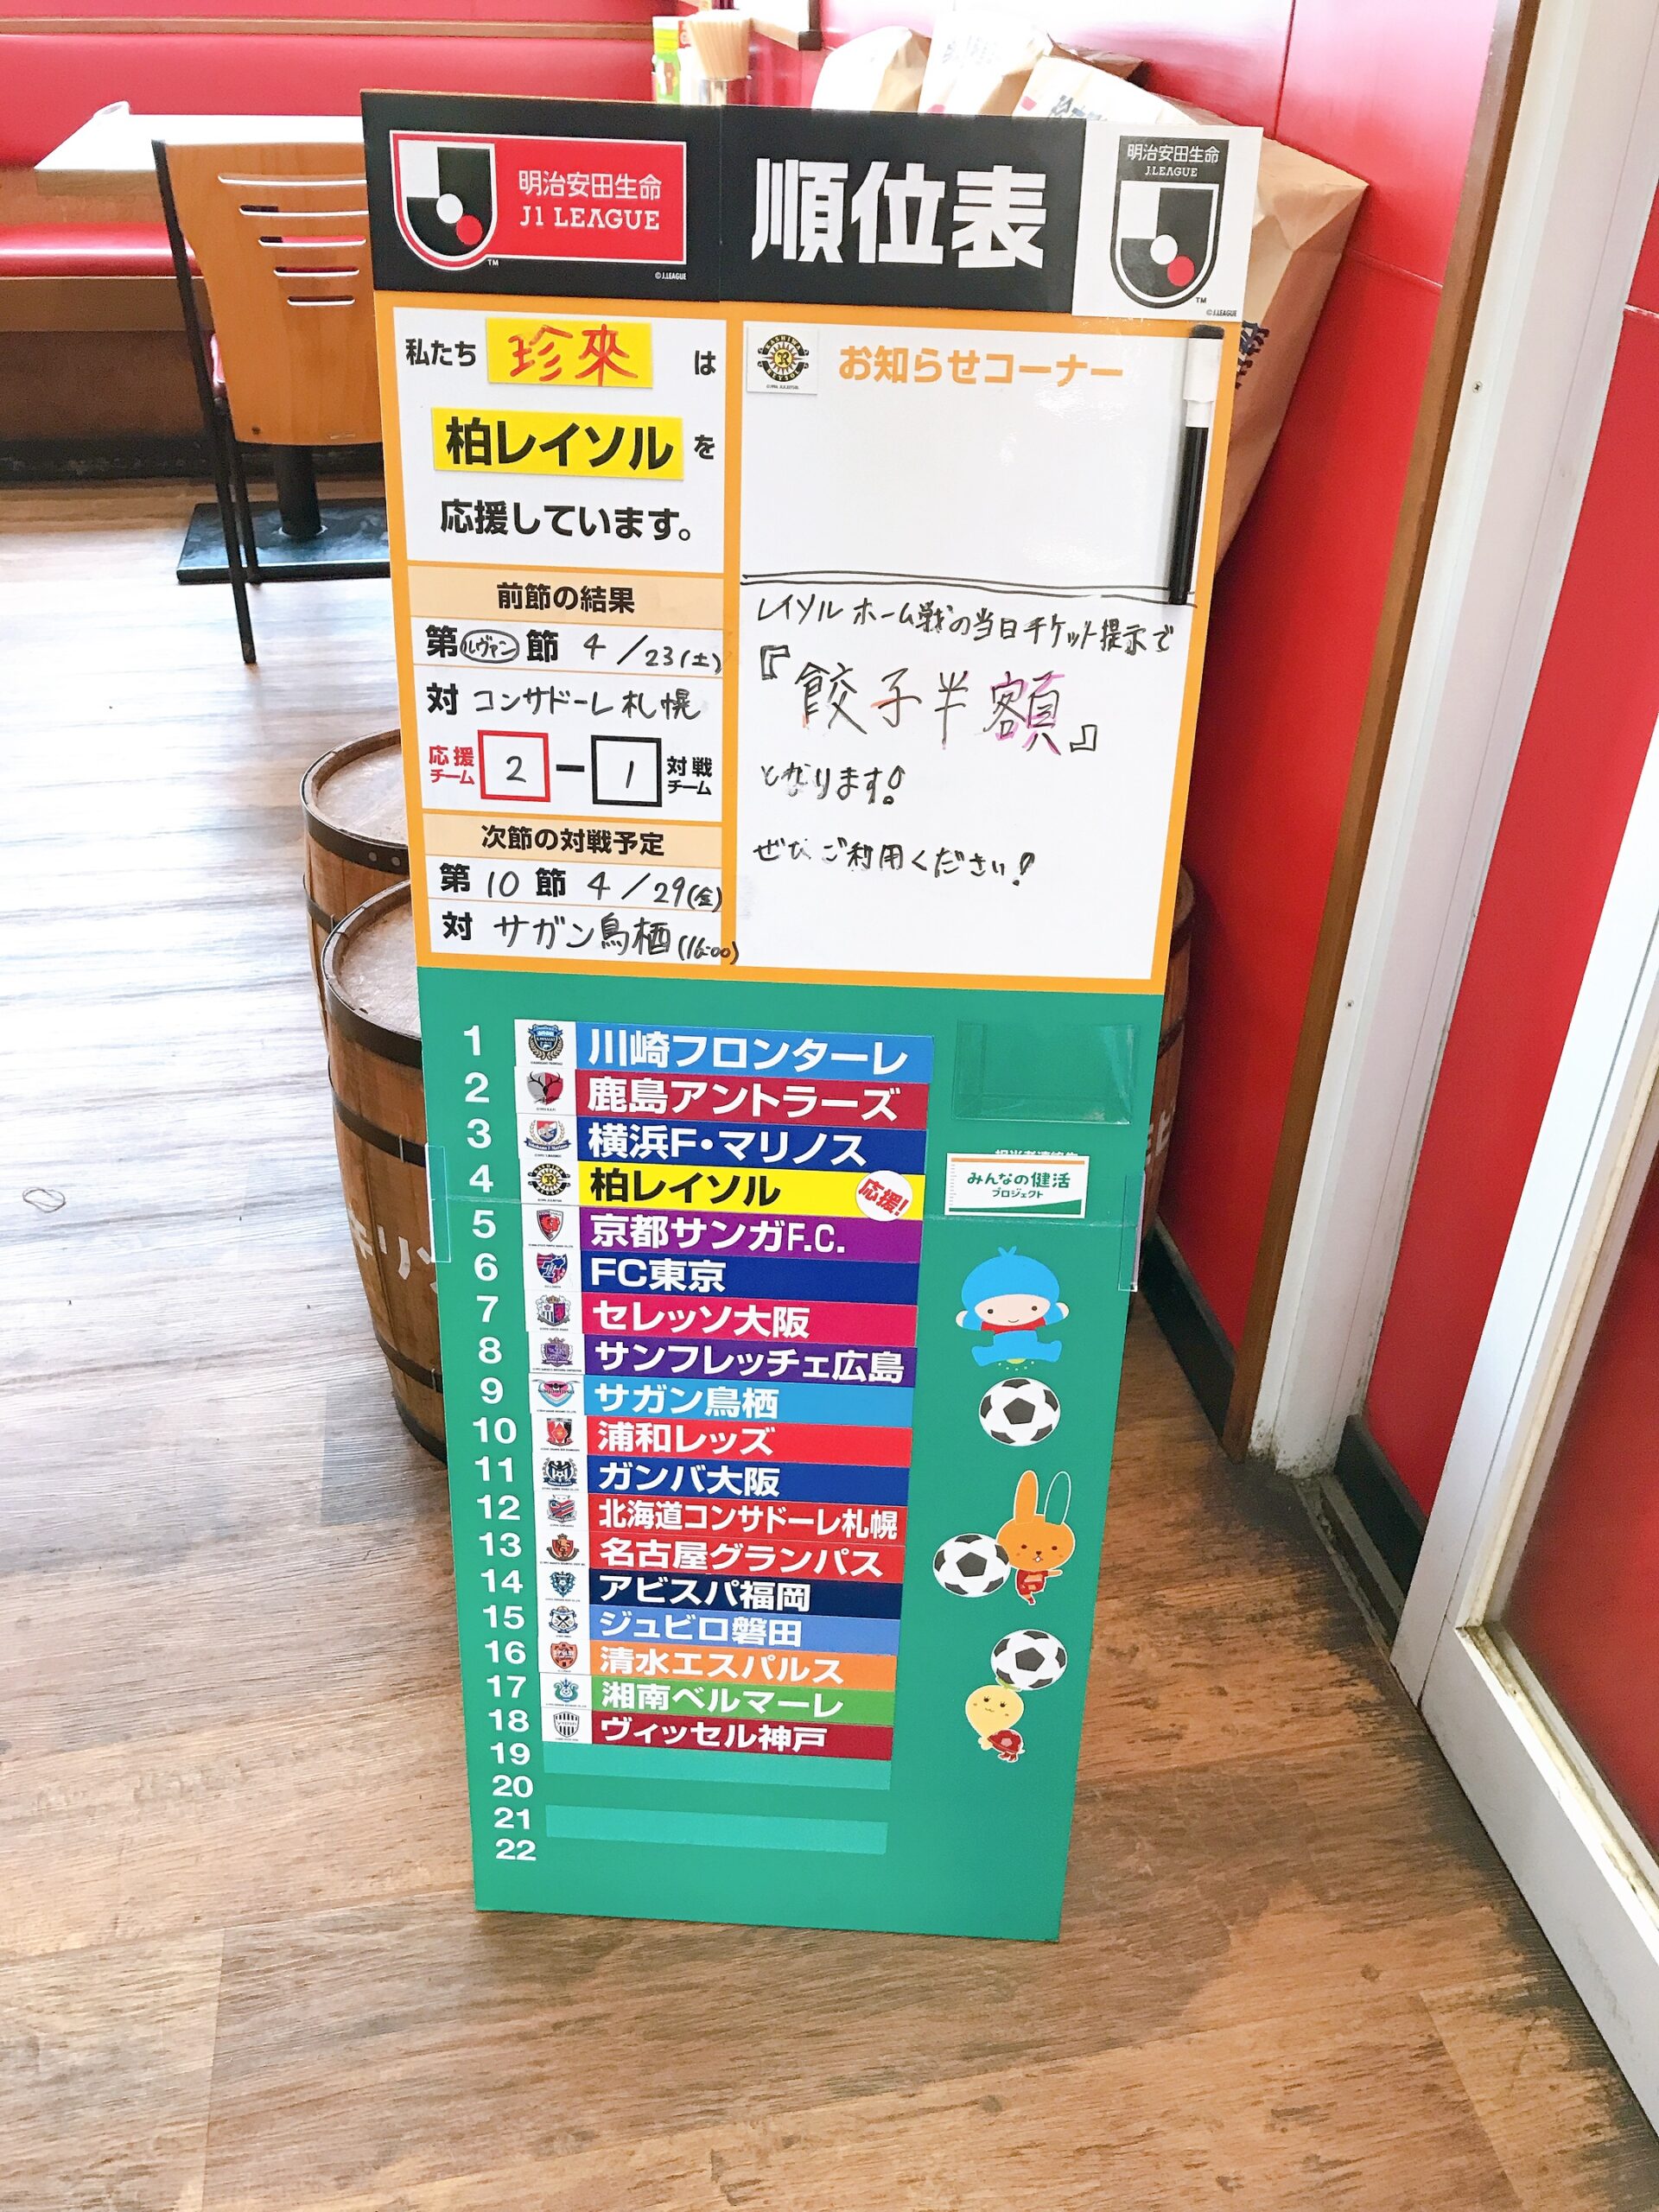 明治安田生命
J1 LEAGUE
TM
©J.LEAGUE
順位表
明治安田生命
J.LEAGUE
TM
©J.LEAGUE
私たち 珍來 は
柏レイソル を
応援しています。
前節の結果
第 ルヴァン 節 4/23(土)
対 コンサドーレ札幌
応援チーム 2 ー 1 対戦チーム
次節の対戦予定
第 10 節 4/29(金)
対 サガン鳥栖 (16:00)
お知らせコーナー
レイソル ホーム戦の当日チケット提示で
『餃子半額』
となります!
ぜひ ご利用ください!
1 川崎フロンターレ
2 鹿島アントラーズ
3 横浜F・マリノス
4 柏レイソル 応援!
5 京都サンガF.C.
6 FC東京
7 セレッソ大阪
8 サンフレッチェ広島
9 サガン鳥栖
10 浦和レッズ
11 ガンバ大阪
12 北海道コンサドーレ札幌
13 名古屋グランパス
14 アビスパ福岡
15 ジュビロ磐田
16 清水エスパルス
17 湘南ベルマーレ
18 ヴィッセル神戸
19
20
21
22
みんなの健活
プロジェクト
キリン